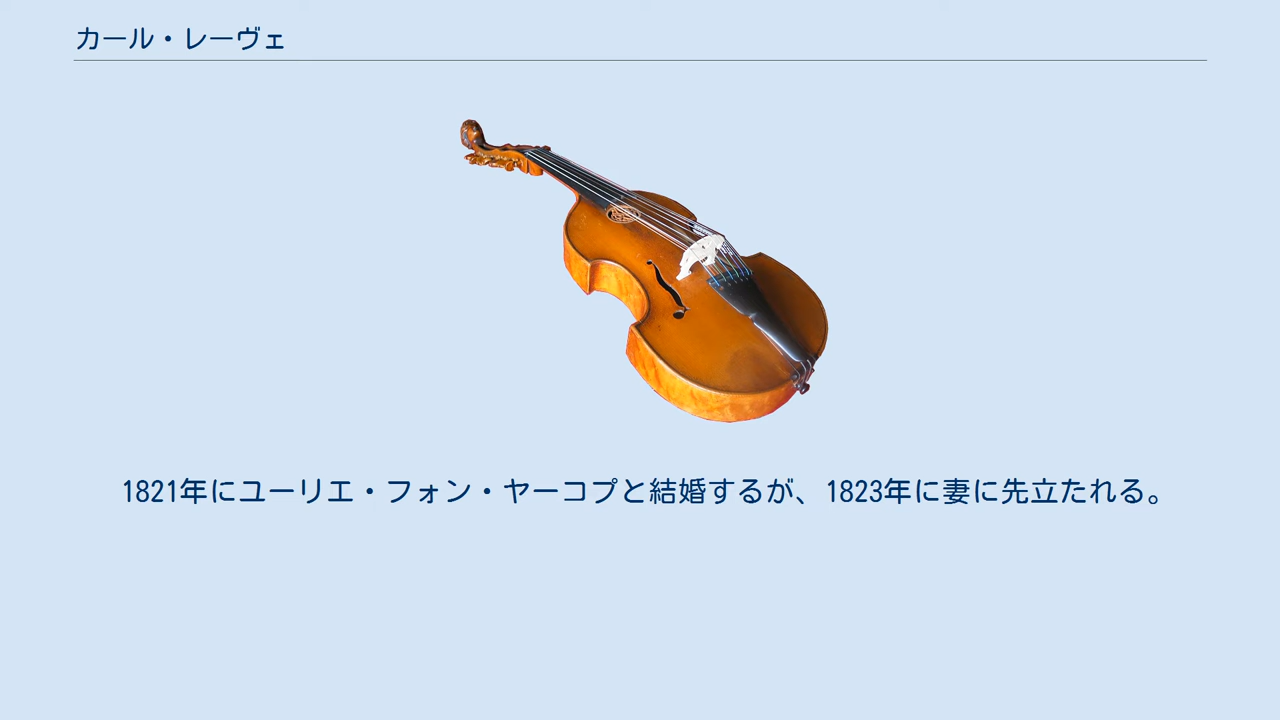 カール・レーヴェ
1821年にユーリエ・フォン・ヤーコプと結婚するが、1823年に妻に先立たれる。